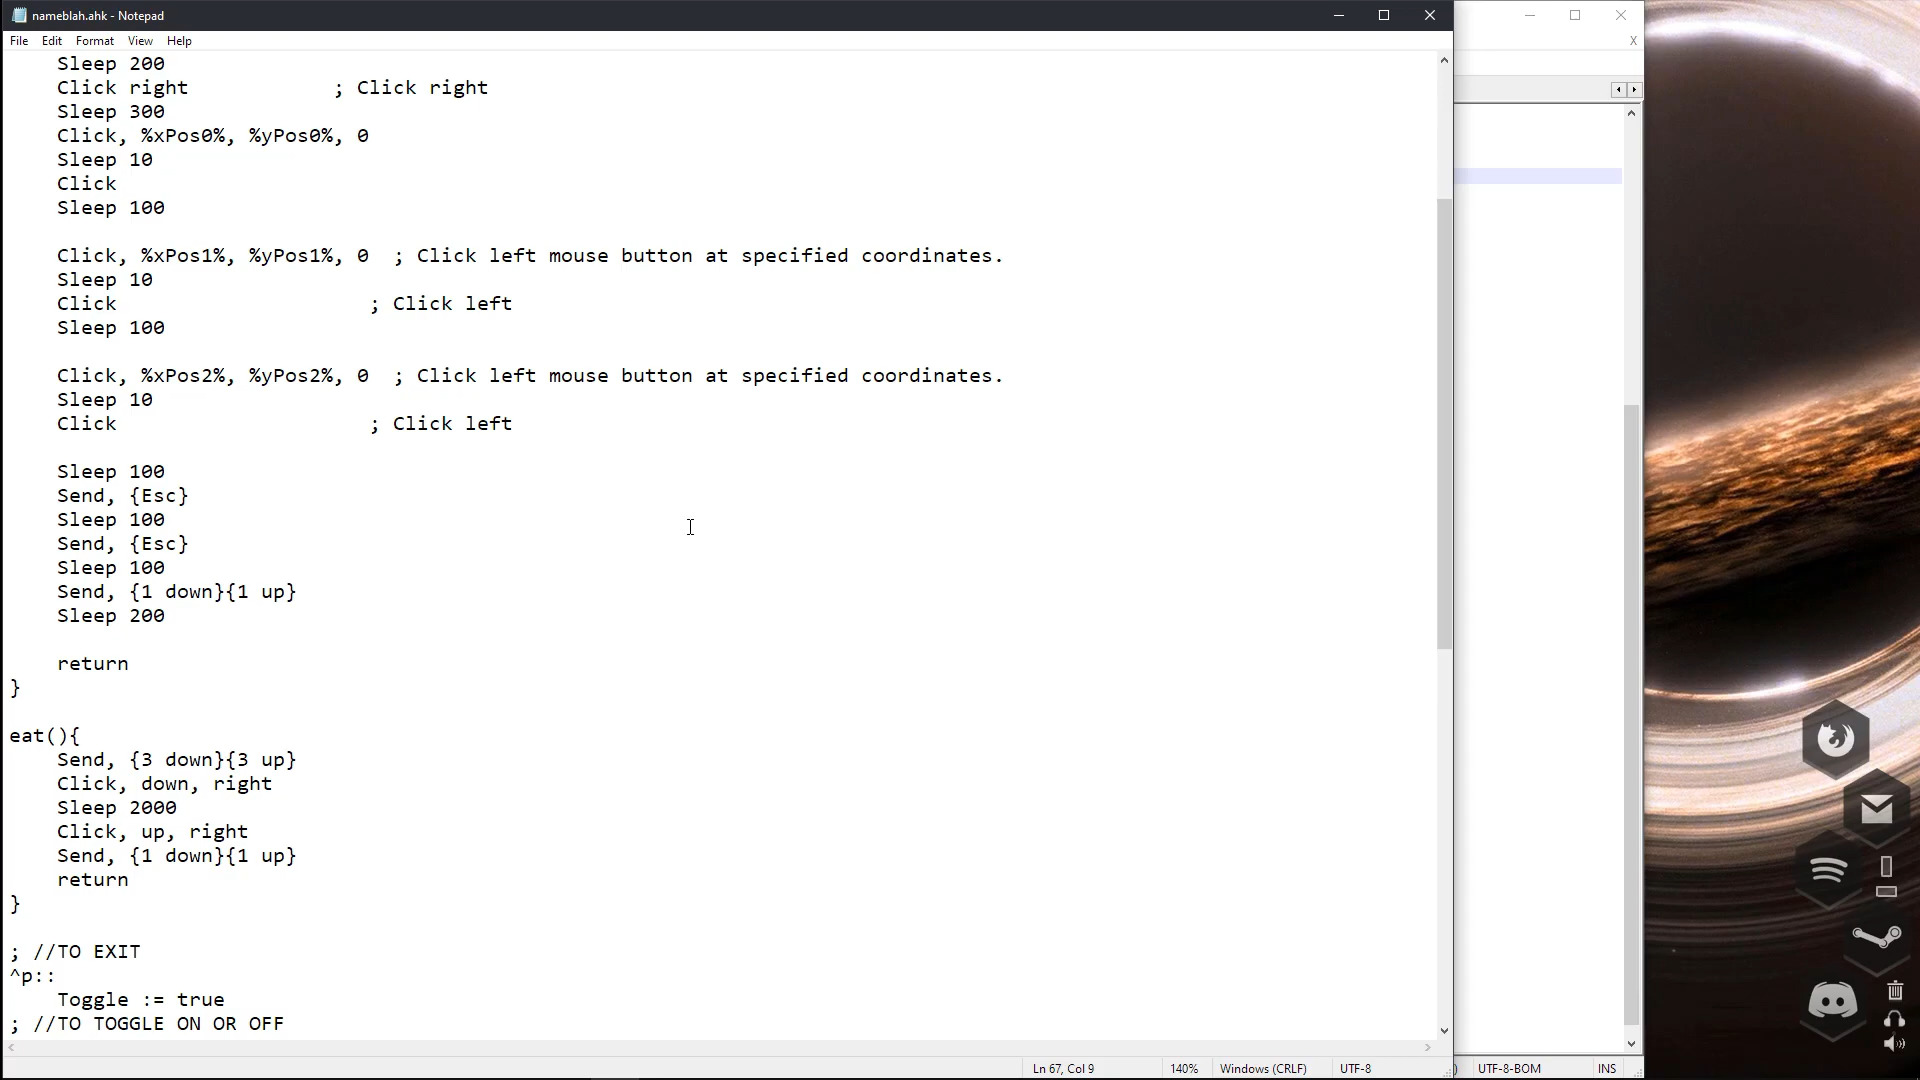 nameblah.ahk - Notepad
File Edit Format View Help
X
    Sleep 200
    Click right            ; Click right
    Sleep 300
    Click, %xPos0%, %yPos0%, 0
    Sleep 10
    Click
    Sleep 100

    Click, %xPos1%, %yPos1%, 0  ; Click left mouse button at specified coordinates.
    Sleep 10
    Click                     ; Click left
    Sleep 100

    Click, %xPos2%, %yPos2%, 0  ; Click left mouse button at specified coordinates.
    Sleep 10
    Click                     ; Click left

    Sleep 100
    Send, {Esc}
    Sleep 100
    Send, {Esc}
    Sleep 100
    Send, {1 down}{1 up}
    Sleep 200

    return
}

eat(){
    Send, {3 down}{3 up}
    Click, down, right
    Sleep 2000
    Click, up, right
    Send, {1 down}{1 up}
    return
}

; //TO EXIT
^p::
    Toggle := true
; //TO TOGGLE ON OR OFF
Ln 67, Col 9 140% Windows (CRLF) UTF-8 ) UTF-8-BOM INS